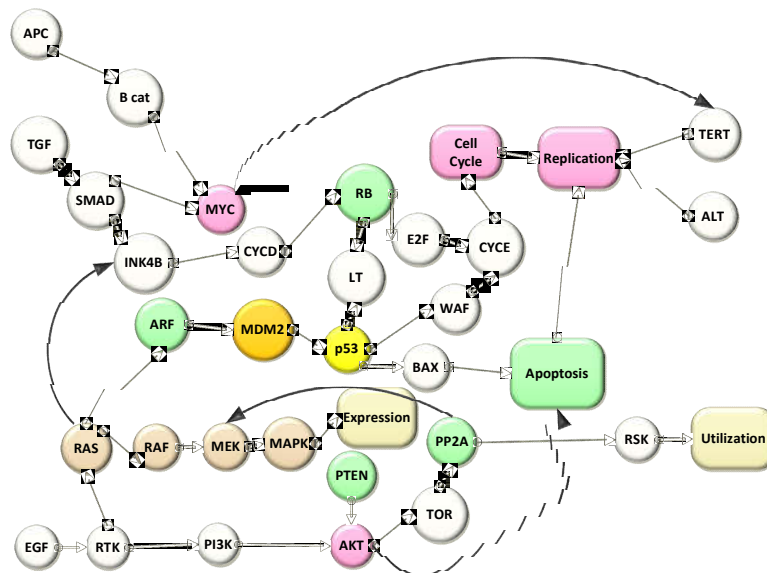 APC
B cat
TGF
SMAD
MYC
INK4B
CYCD
RB
E2F
CYCE
LT
WAF
Cell
Cycle
Replication
TERT
ALT
ARF
MDM2
p53
BAX
Apoptosis
RAS
RAF
MEK
MAPK
Expression
PP2A
RSK
Utilization
PTEN
TOR
EGF
RTK
PI3K
AKT